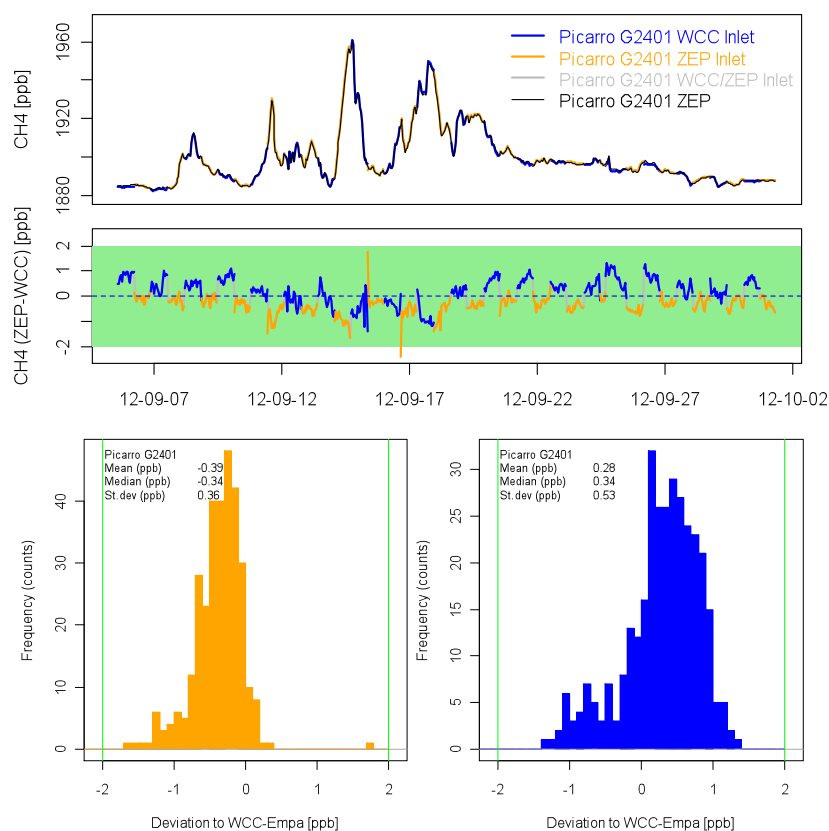 CH4 [ppb]
1960
1920
1880
Picarro G2401 WCC Inlet
Picarro G2401 ZEP Inlet
Picarro G2401 WCC/ZEP Inlet
Picarro G2401 ZEP
CH4 (ZEP-WCC) [ppb]
2
1
0
-2
12-09-07 12-09-12 12-09-17 12-09-22 12-09-27 12-10-02
Picarro G2401
Mean (ppb) -0.39
Median (ppb) -0.34
St.dev (ppb) 0.36
Frequency (counts)
40
30
20
10
0
-2 -1 0 1 2
Deviation to WCC-Empa [ppb]
Picarro G2401
Mean (ppb) 0.28
Median (ppb) 0.34
St.dev (ppb) 0.53
Frequency (counts)
30
25
20
15
10
5
0
-2 -1 0 1 2
Deviation to WCC-Empa [ppb]